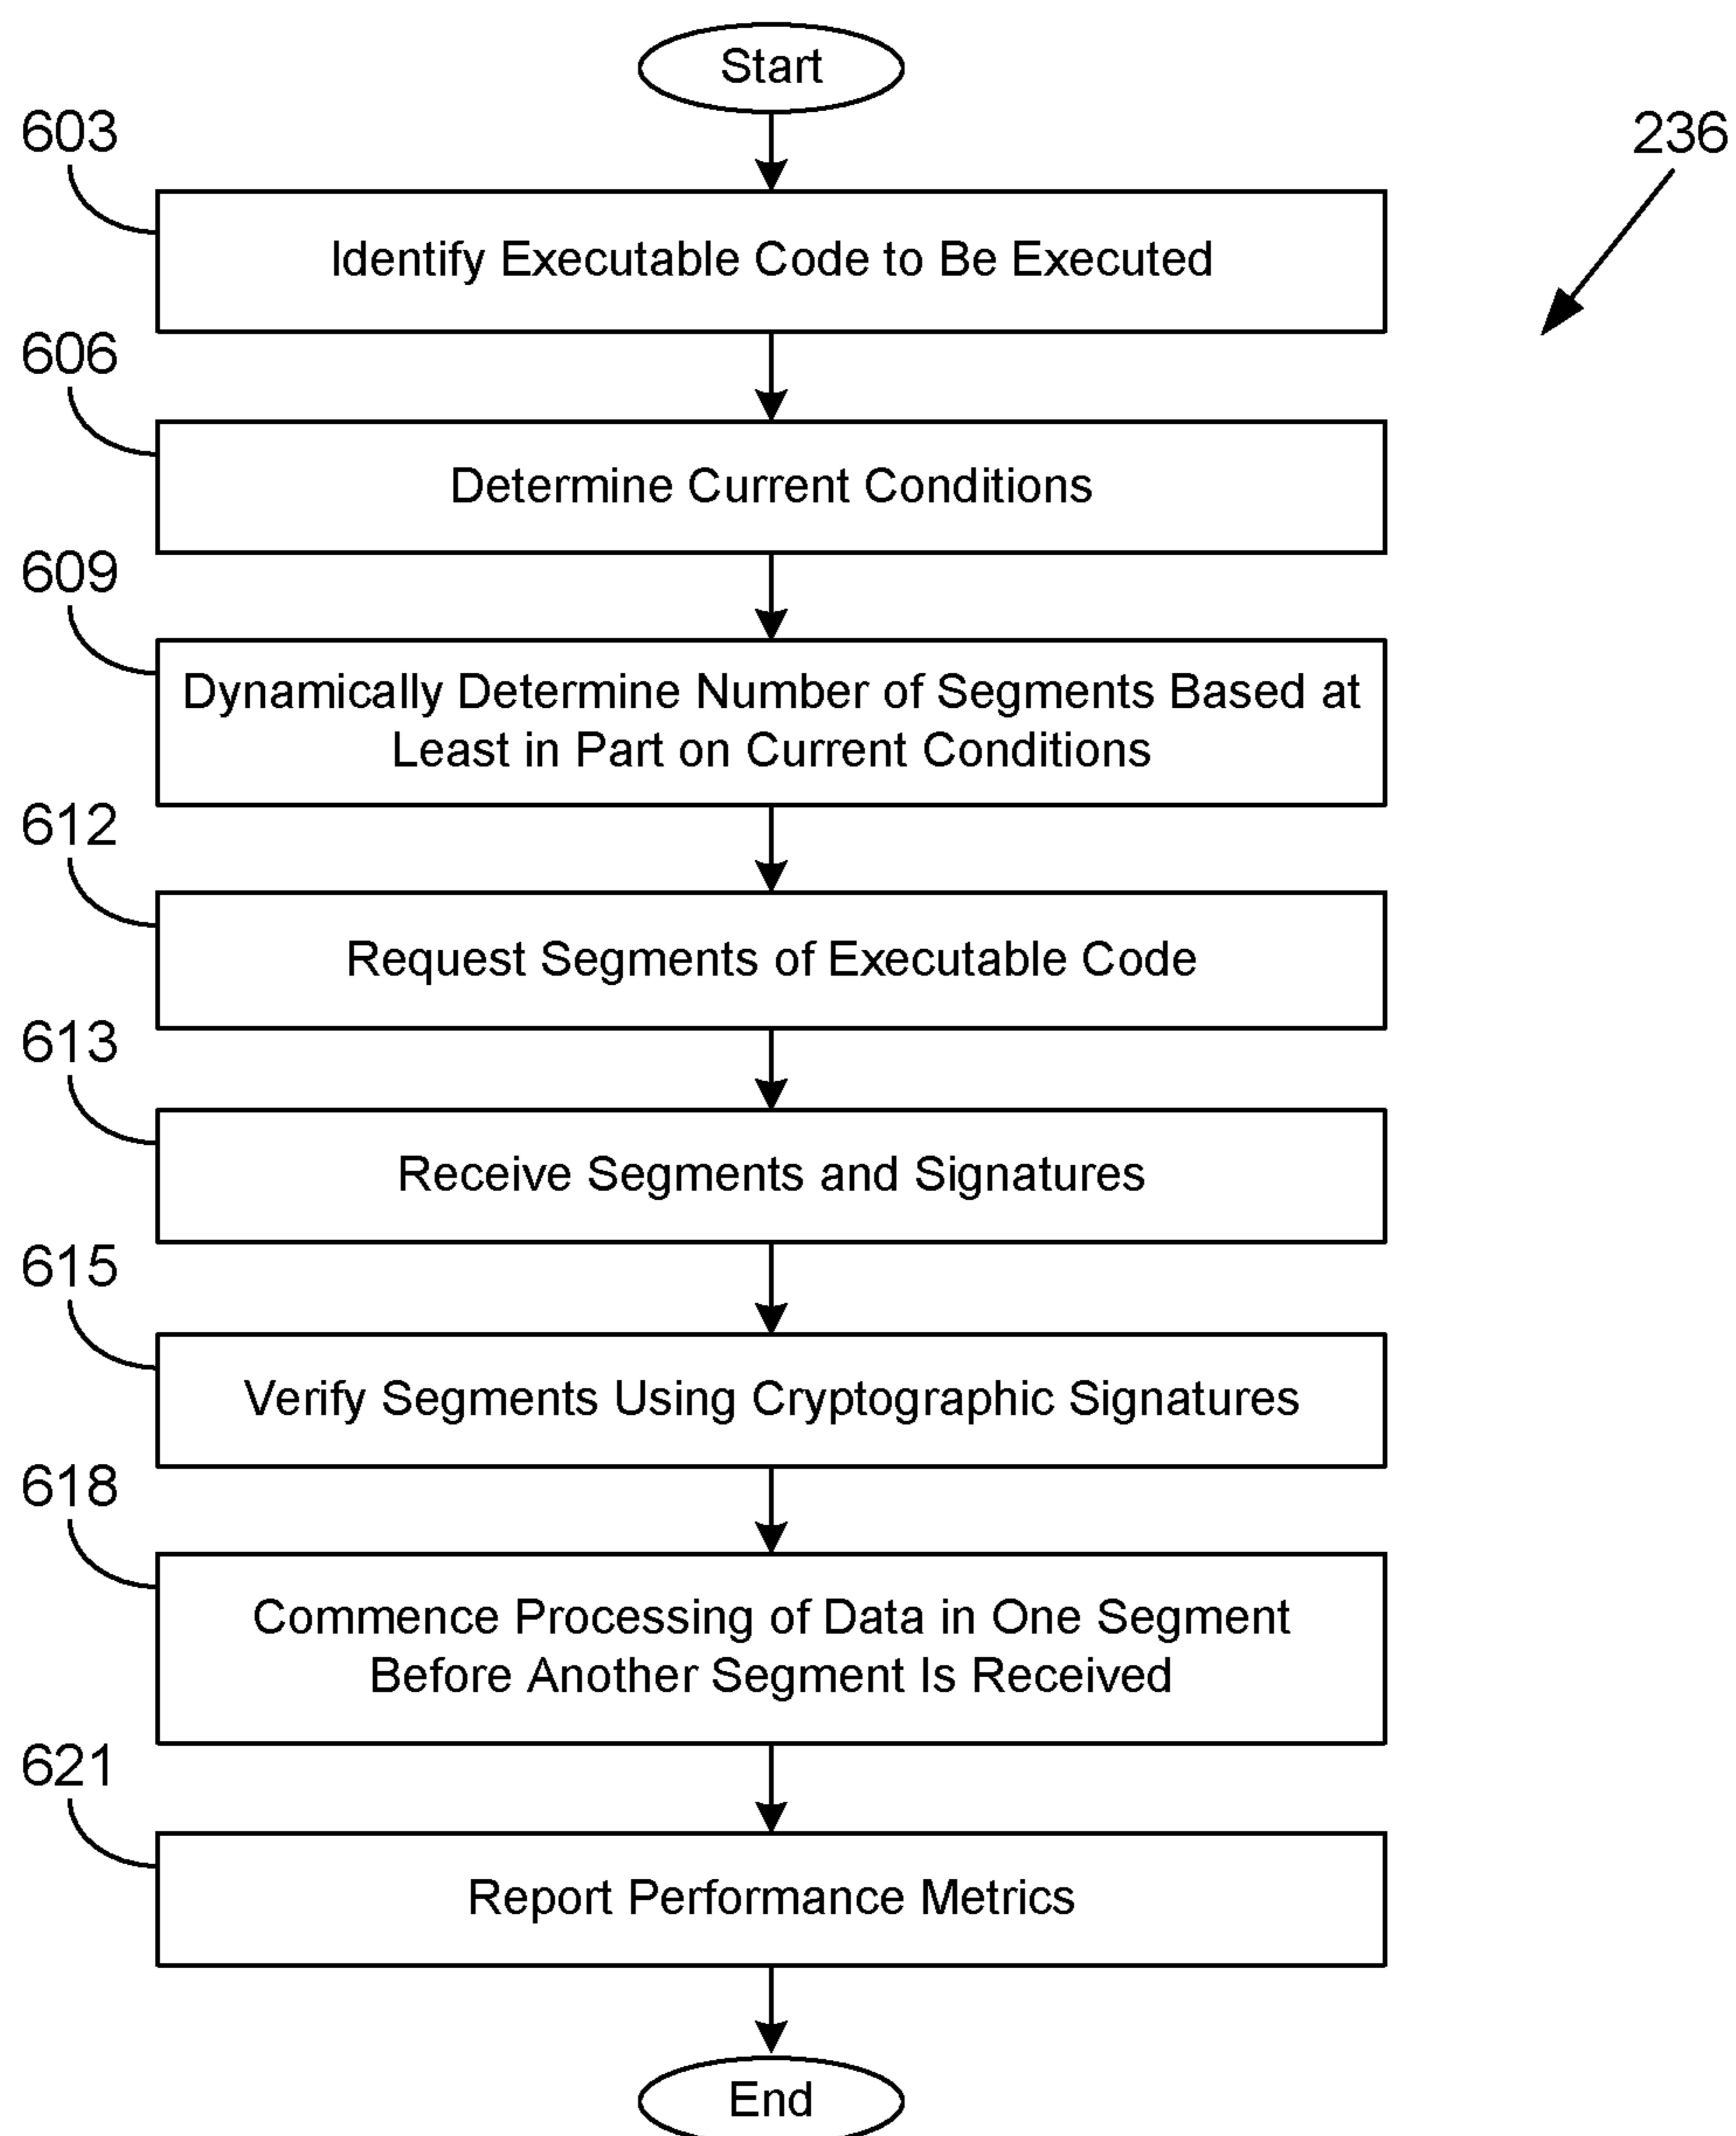 Start
603
236
Identify Executable Code to Be Executed
606
Determine Current Conditions
609
Dynamically Determine Number of Segments Based at
Least in Part on Current Conditions
612
Request Segments of Executable Code
613
Receive Segments and Signatures
615
Verify Segments Using Cryptographic Signatures
618
Commence Processing of Data in One Segment
Before Another Segment Is Received
621
Report Performance Metrics
End